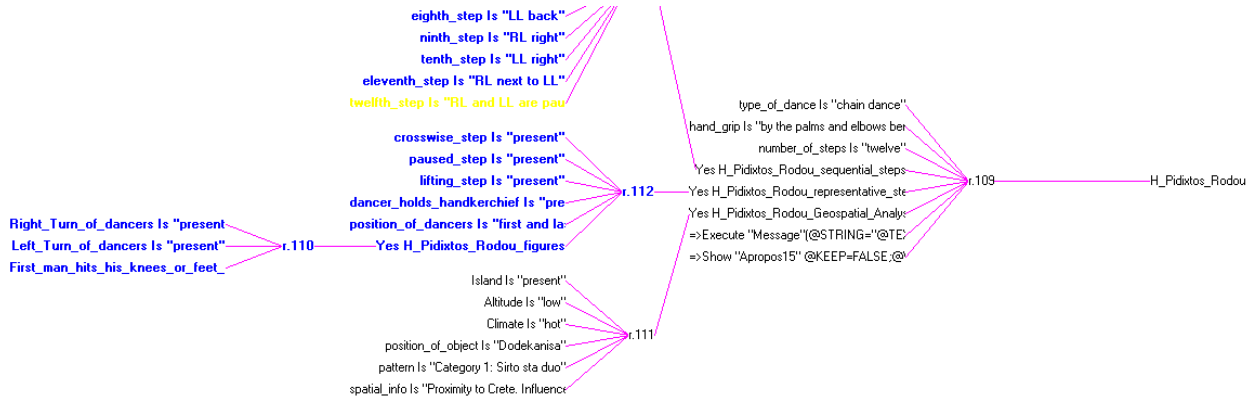 eighth_step Is "LL back"
ninth_step Is "RL right"
tenth_step Is "LL right"
eleventh_step Is "RL next to LL"
twelfth_step Is "RL and LL are pau
crosswise_step Is "present"
paused_step Is "present"
lifting_step Is "present"
dancer_holds_handkerchief Is "pre
position_of_dancers Is "first and la
Yes H_Pidixtos_Rodou_figures
r.112
Right_Turn_of_dancers Is "present
Left_Turn_of_dancers Is "present"
First_man_hits_his_knees_or_feet_
r.110
Island Is "present"
Altitude Is "low"
Climate Is "hot"
position_of_object Is "Dodekanisa"
pattern Is "Category 1: Sirto sta duo"
spatial_info Is "Proximity to Crete. Influence
r.111
type_of_dance Is "chain dance"
hand_grip Is "by the palms and elbows ber
number_of_steps Is "twelve"
Yes H_Pidixtos_Rodou_sequential_steps
Yes H_Pidixtos_Rodou_representative_ste
Yes H_Pidixtos_Rodou_Geospatial_Analys
=>Execute "Message"(@STRING="@TEX
=>Show "Apropos15" @KEEP=FALSE;@
r.109
H_Pidixtos_Rodou